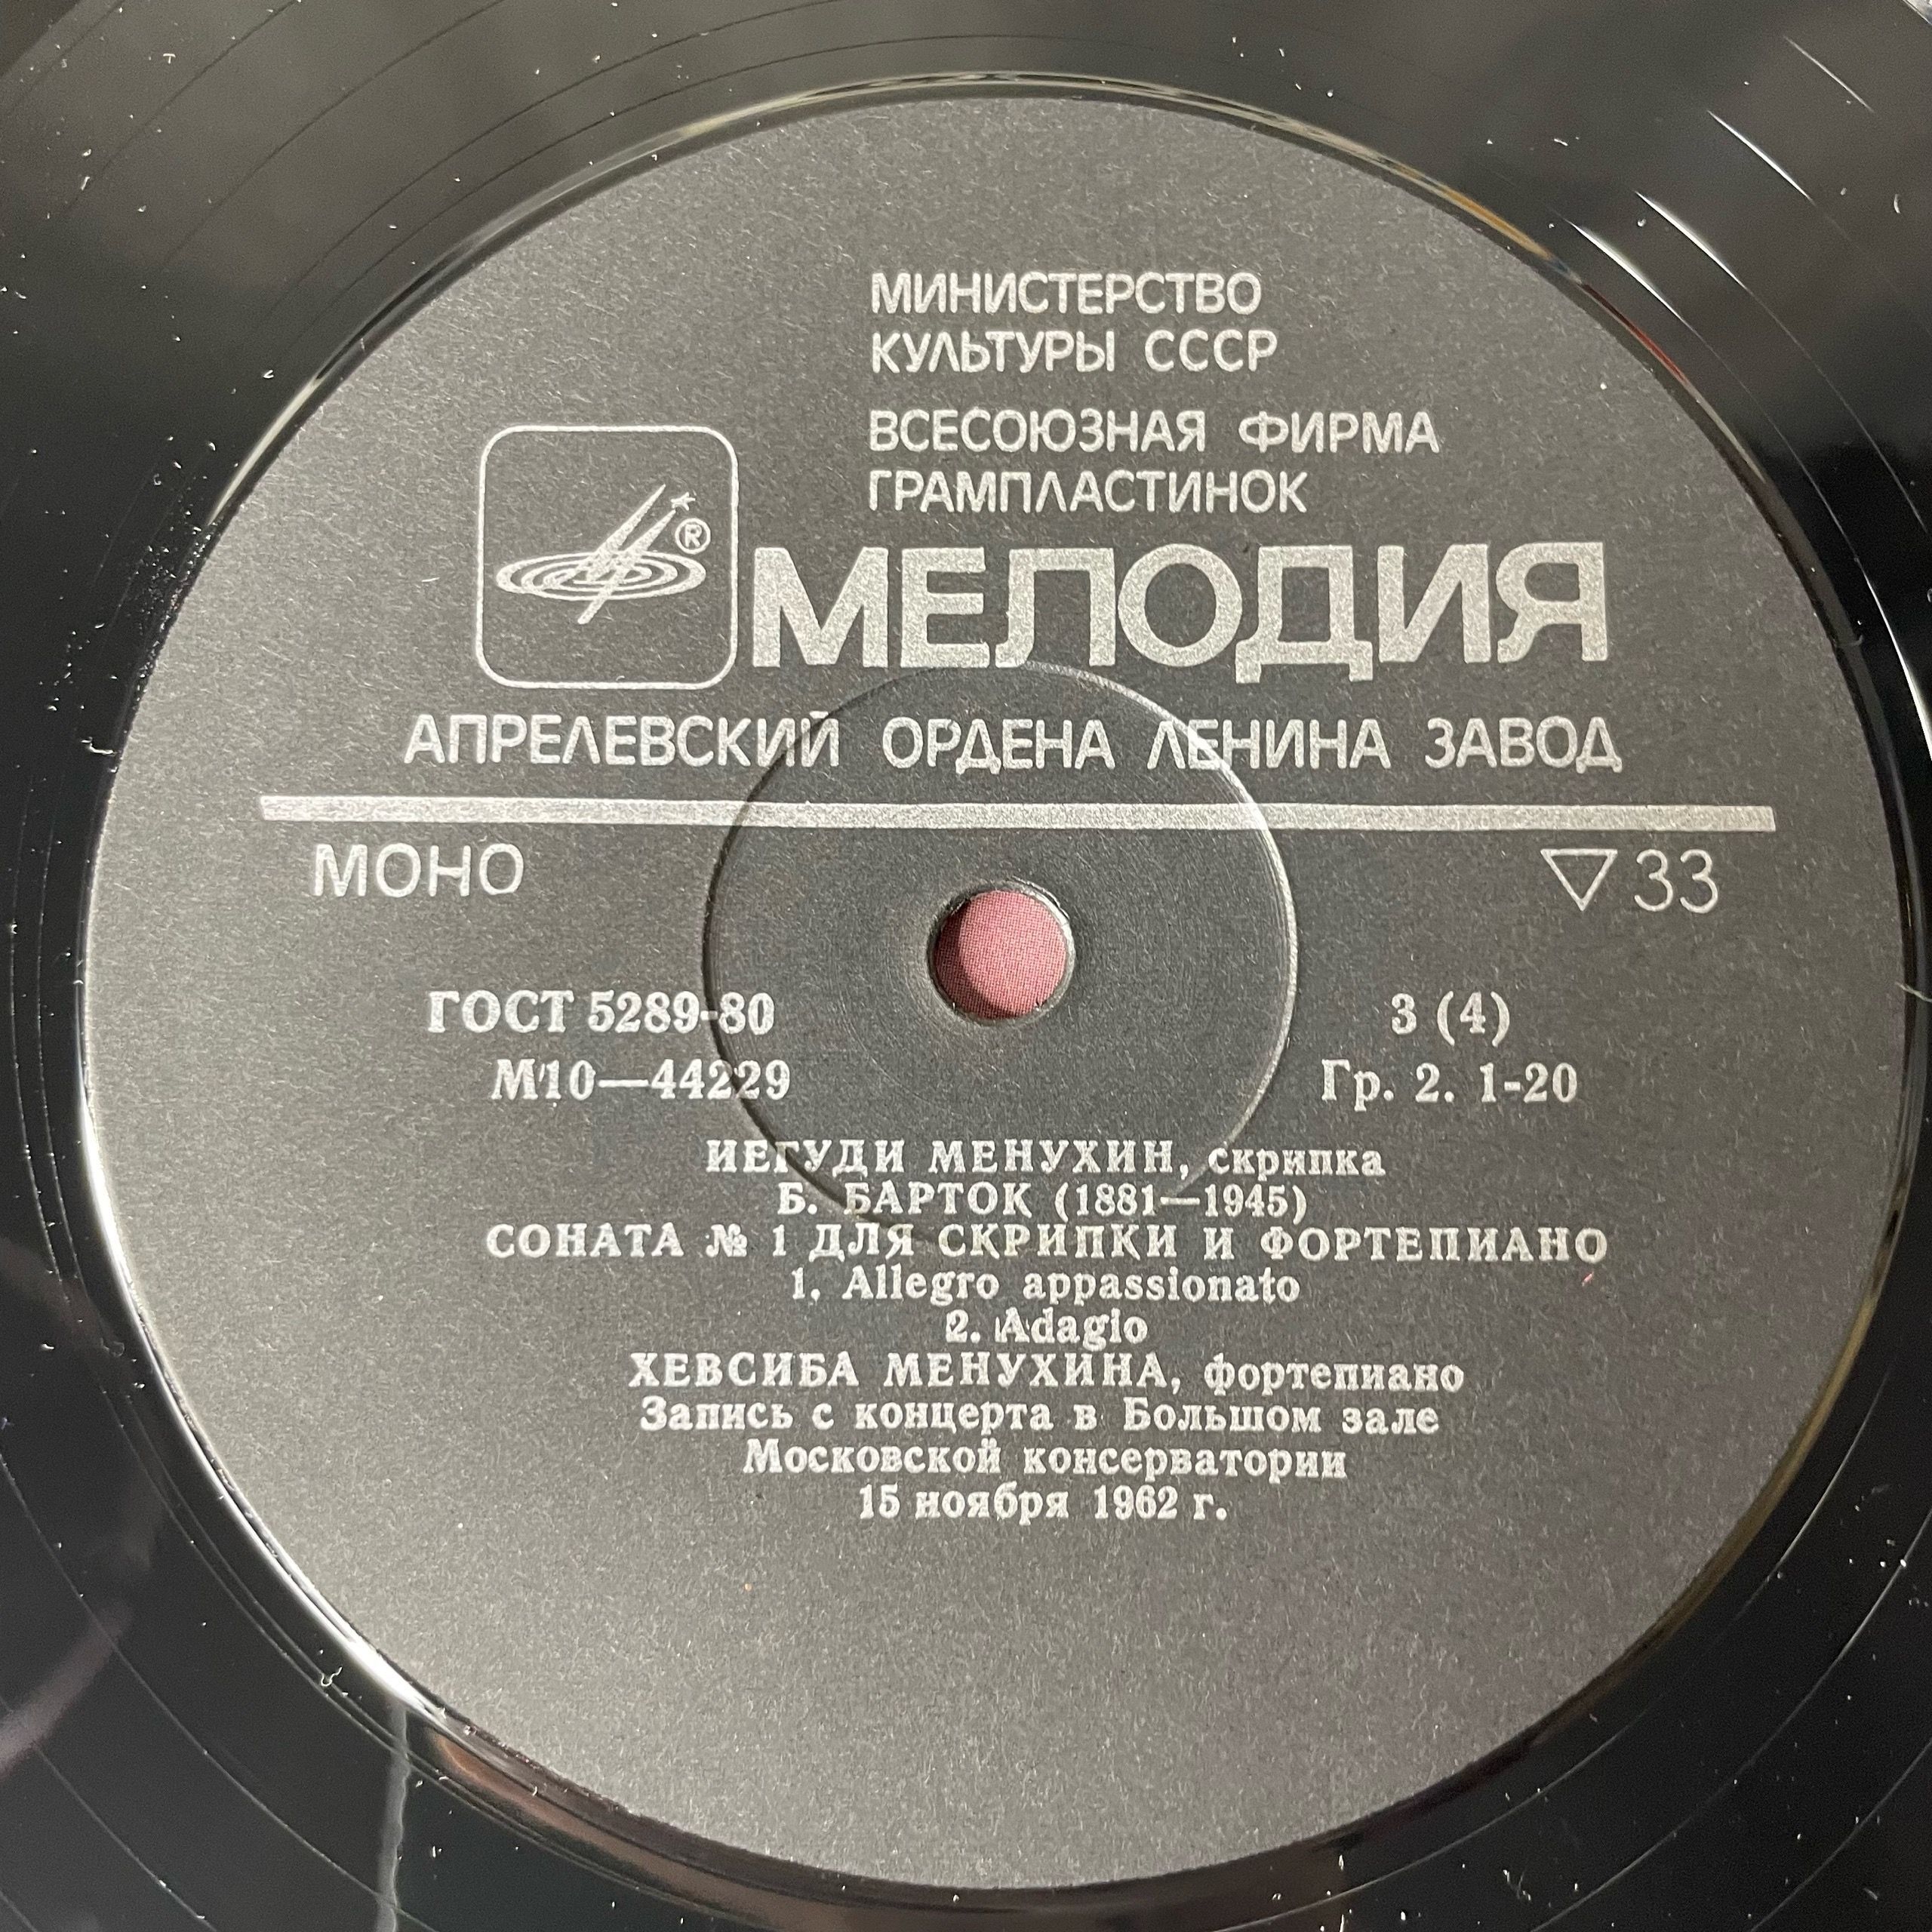 МИНИСТЕРСТВО
КУЛЬТУРЫ СССР
ВСЕСОЮЗНАЯ ФИРМА
ГРАМПЛАСТИНОК
®
МЕЛОДИЯ
АПРЕЛЕВСКИЙ ОРДЕНА ЛЕНИНА ЗАВОД
МОНО ▽33
ГОСТ 5289-80 3 (4)
М10—44229 Гр. 2. 1-20
ИЕГУДИ МЕНУХИН, скрипка
Б. БАРТОК (1881—1945)
СОНАТА № 1 ДЛЯ СКРИПКИ И ФОРТЕПИАНО
1. Allegro appassionato
2. Adagio
ХЕВСИБА МЕНУХИНА, фортепиано
Запись с концерта в Большом зале
Московской консерватории
15 ноября 1962 г.